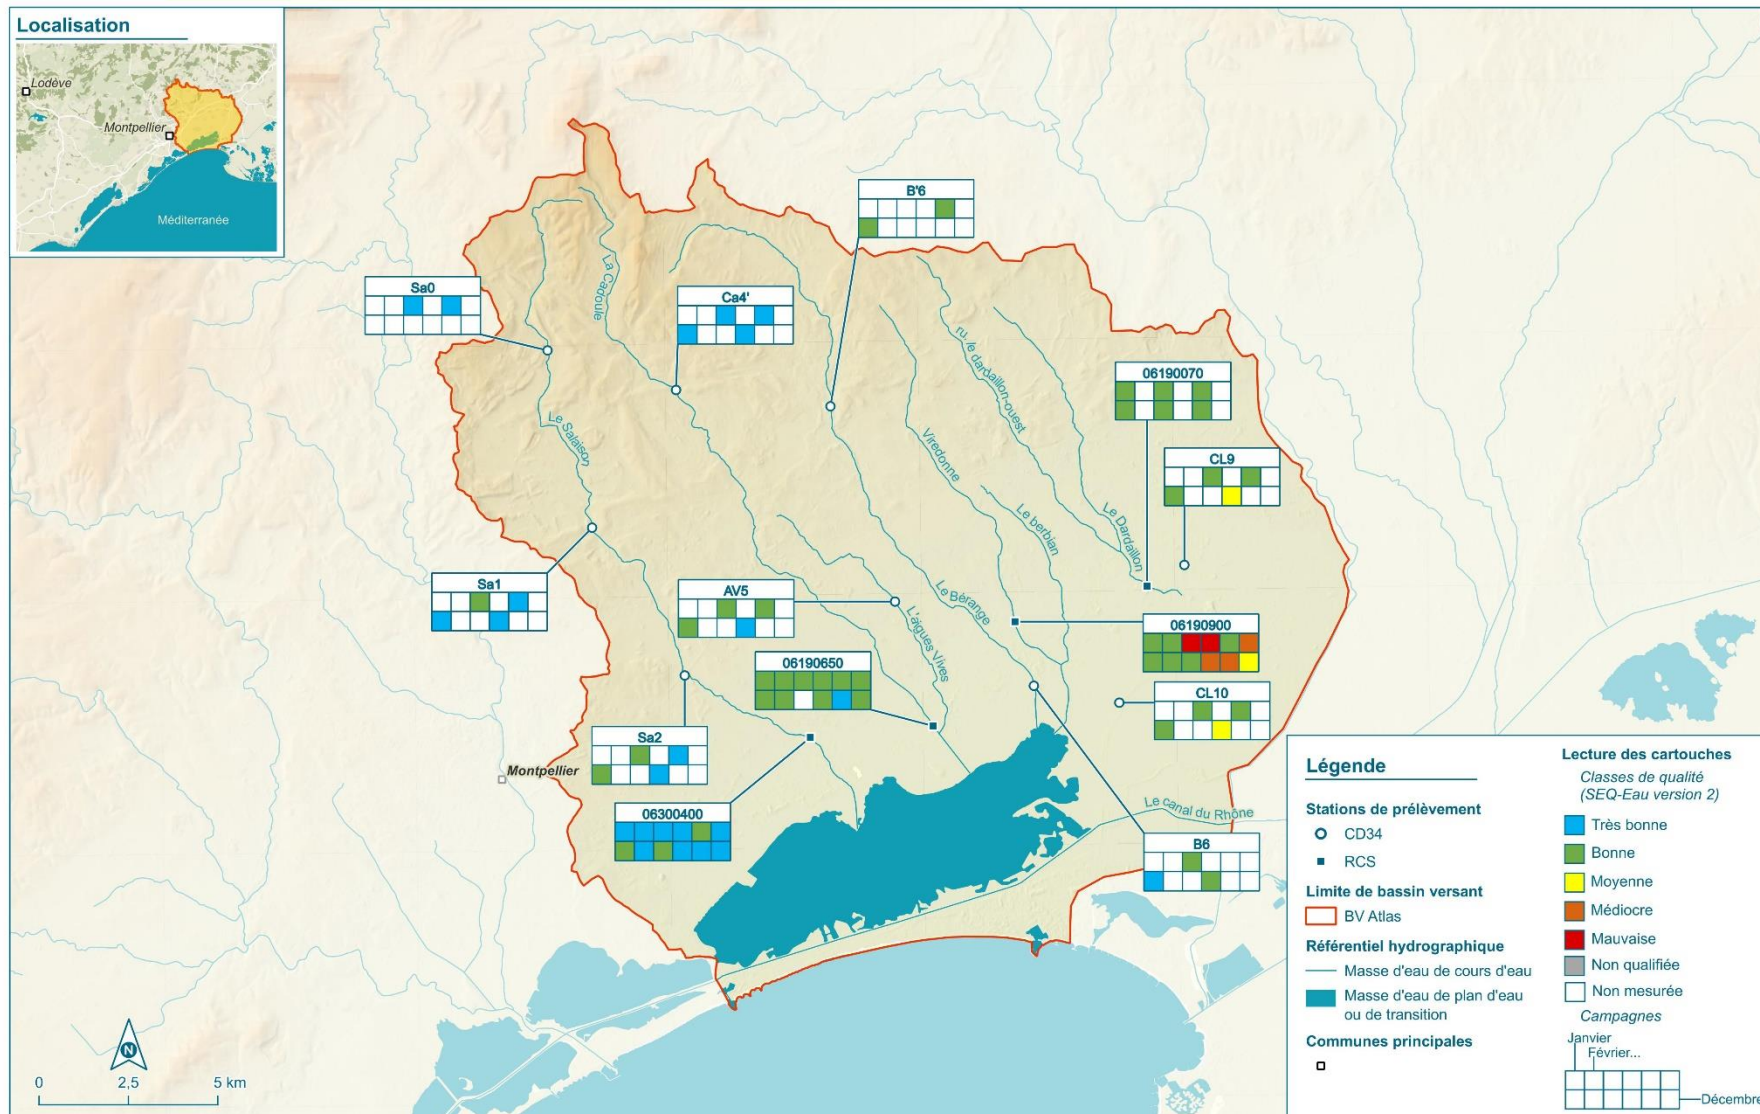 Localisation
Lodève
Montpellier
Méditerranée
B'6
Sa0
Ca4'
La Cadoule
ru. le dardaillon-ouest
06190070
Le Salaison
Viredonne
CL9
Le berbian
Le Dardaillon
Sa1
AV5
Le Bérange
L'aigues Vives
06190900
06190650
CL10
Sa2
Montpellier
06300400
Le canal du Rhône
B6
N
0
2,5
5 km
Légende
Stations de prélèvement
CD34
RCS
Limite de bassin versant
BV Atlas
Référentiel hydrographique
Masse d'eau de cours d'eau
Masse d'eau de plan d'eau
ou de transition
Communes principales
Lecture des cartouches
Classes de qualité
(SEQ-Eau version 2)
Très bonne
Bonne
Moyenne
Médiocre
Mauvaise
Non qualifiée
Non mesurée
Campagnes
Janvier
Février...
Décembre